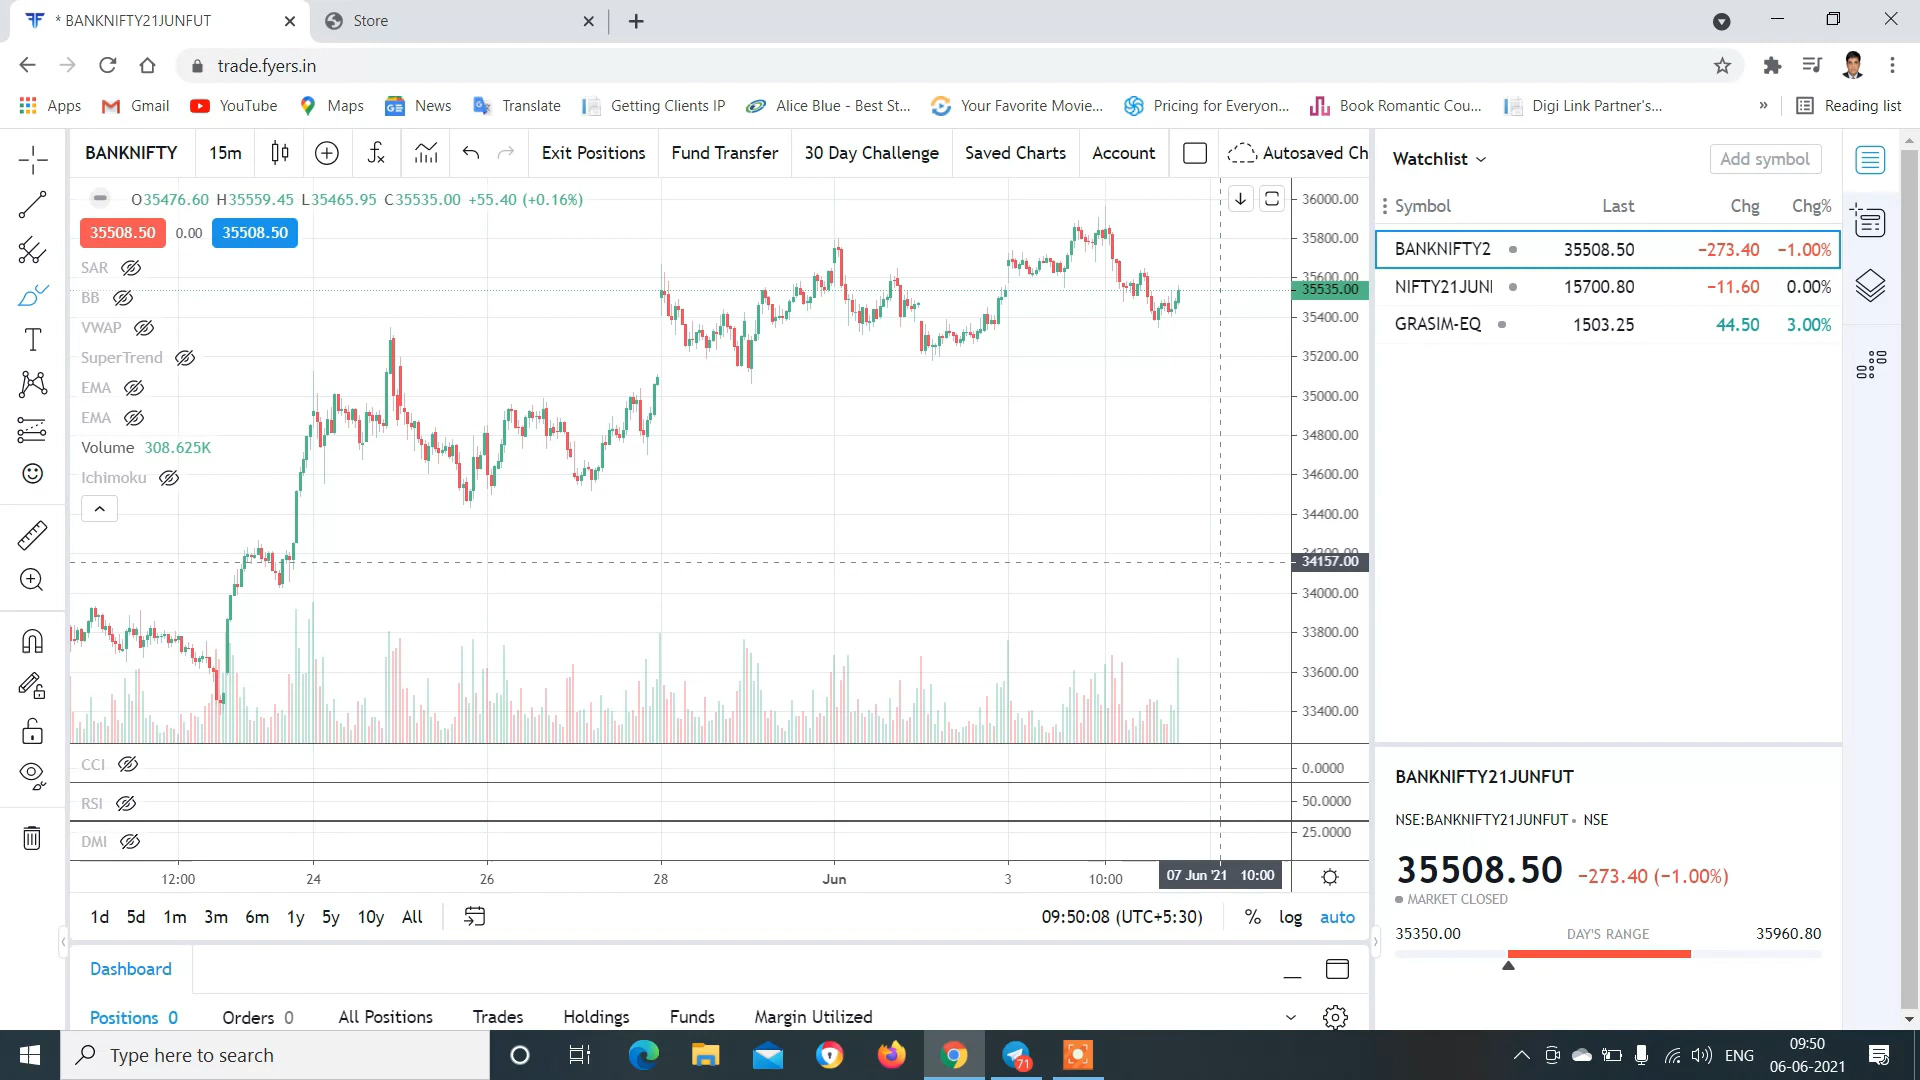 * BANKNIFTY21JUNFUT
Store
trade.fyers.in
Apps Gmail YouTube Maps News Translate Getting Clients IP Alice Blue - Best St... Your Favorite Movie... Pricing for Everyon... Book Romantic Cou... Digi Link Partner's... » Reading list
BANKNIFTY 15m Exit Positions Fund Transfer 30 Day Challenge Saved Charts Account Autosaved Ch
O35476.60 H35559.45 L35465.95 C35535.00 +55.40 (+0.16%)
35508.50 0.00 35508.50
SAR
BB
VWAP
SuperTrend
EMA
EMA
Volume 308.625K
Ichimoku
36000.00
35800.00
35600.00
35535.00
35400.00
35200.00
35000.00
34800.00
34600.00
34400.00
34200.00
34157.00
34000.00
33800.00
33600.00
33400.00
CCI 0.0000
RSI 50.0000
DMI 25.0000
12:00 24 26 28 Jun 3 10:00 07 Jun '21 10:00
1d 5d 1m 3m 6m 1y 5y 10y All 09:50:08 (UTC+5:30) % log auto
Dashboard
Positions 0 Orders 0 All Positions Trades Holdings Funds Margin Utilized
Watchlist Add symbol
Symbol Last Chg Chg%
BANKNIFTY2 35508.50 −273.40 −1.00%
NIFTY21JUNI 15700.80 −11.60 0.00%
GRASIM-EQ 1503.25 44.50 3.00%
BANKNIFTY21JUNFUT
NSE:BANKNIFTY21JUNFUT • NSE
35508.50 −273.40 (−1.00%)
MARKET CLOSED
35350.00 DAY'S RANGE 35960.80
Type here to search
71
ENG
09:50
06-06-2021